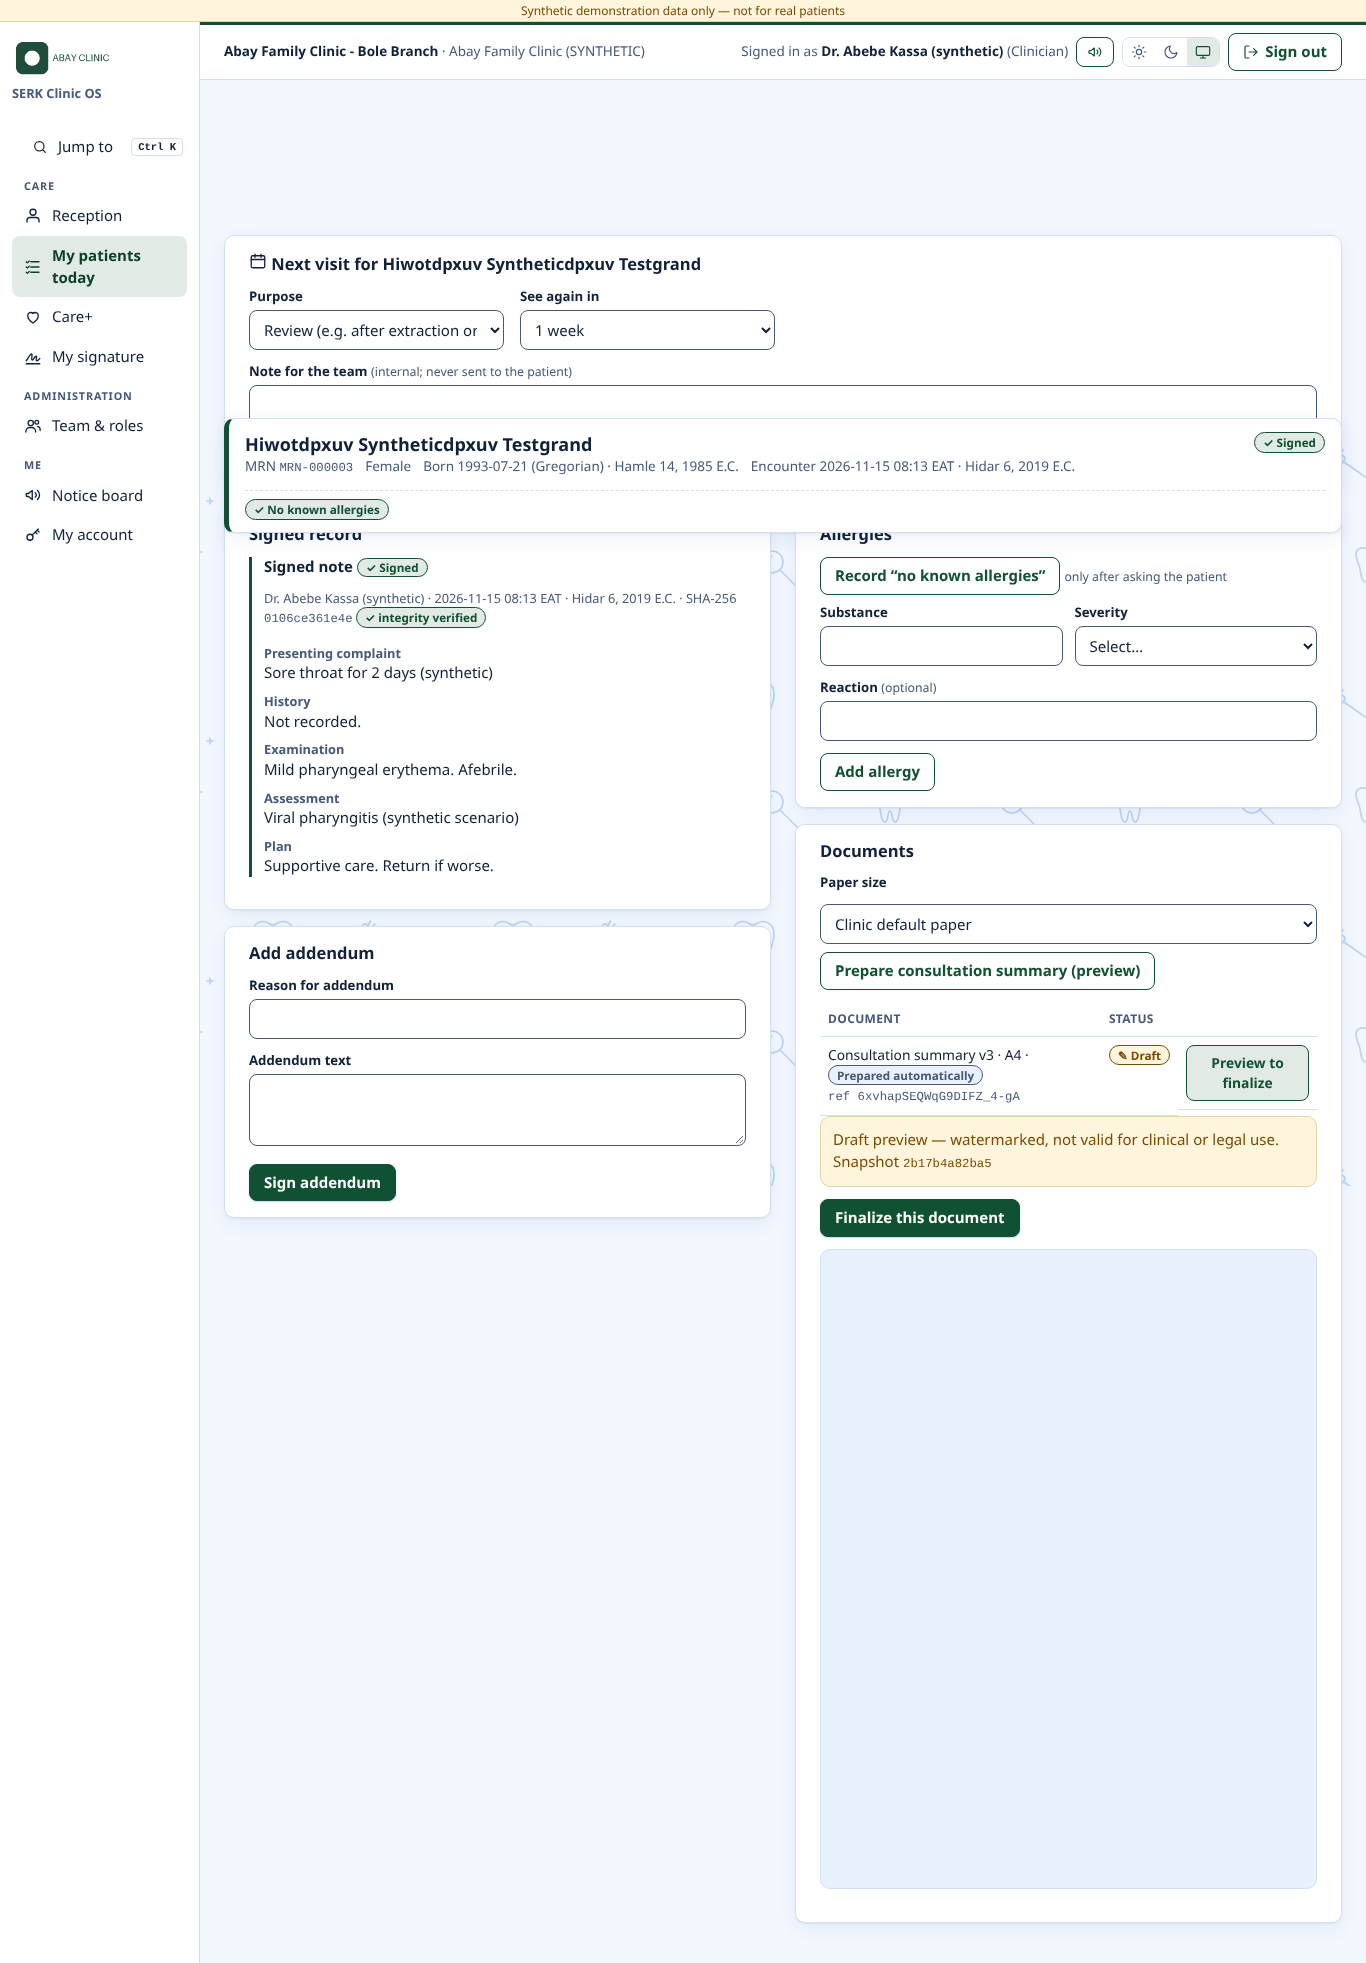 Synthetic demonstration data only — not for real patients
ABAY CLINIC
SERK Clinic OS
Jump to Ctrl K
CARE
Reception
My patients
today
Care+
My signature
ADMINISTRATION
Team & roles
ME
Notice board
My account
Abay Family Clinic - Bole Branch · Abay Family Clinic (SYNTHETIC)
Signed in as Dr. Abebe Kassa (synthetic) (Clinician)
Sign out
Next visit for Hiwotdpxuv Syntheticdpxuv Testgrand
Purpose
Review (e.g. after extraction or
See again in
1 week
Note for the team (internal; never sent to the patient)
Hiwotdpxuv Syntheticdpxuv Testgrand
✓ Signed
MRN MRN-000003 Female Born 1993-07-21 (Gregorian) · Hamle 14, 1985 E.C. Encounter 2026-11-15 08:13 EAT · Hidar 6, 2019 E.C.
✓ No known allergies
Signed record
Signed note ✓ Signed
Dr. Abebe Kassa (synthetic) · 2026-11-15 08:13 EAT · Hidar 6, 2019 E.C. · SHA-256
0106ce361e4e ✓ integrity verified
Presenting complaint
Sore throat for 2 days (synthetic)
History
Not recorded.
Examination
Mild pharyngeal erythema. Afebrile.
Assessment
Viral pharyngitis (synthetic scenario)
Plan
Supportive care. Return if worse.
Add addendum
Reason for addendum
Addendum text
Sign addendum
Allergies
Record “no known allergies” only after asking the patient
Substance
Severity
Select...
Reaction (optional)
Add allergy
Documents
Paper size
Clinic default paper
Prepare consultation summary (preview)
DOCUMENT STATUS
Consultation summary v3 · A4 ·
Prepared automatically
ref 6xvhapSEQWqG9DIFZ_4-gA
✎ Draft
Preview to
finalize
Draft preview — watermarked, not valid for clinical or legal use.
Snapshot 2b17b4a82ba5
Finalize this document